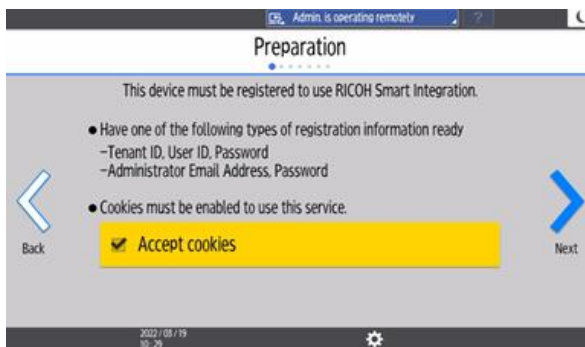 Admin. is operating remotely
?
Preparation
This device must be registered to use RICOH Smart Integration.
● Have one of the following types of registration information ready
–Tenant ID, User ID, Password
–Administrator Email Address, Password
● Cookies must be enabled to use this service.
Accept cookies
Back
Next
2022/03/19
10:29